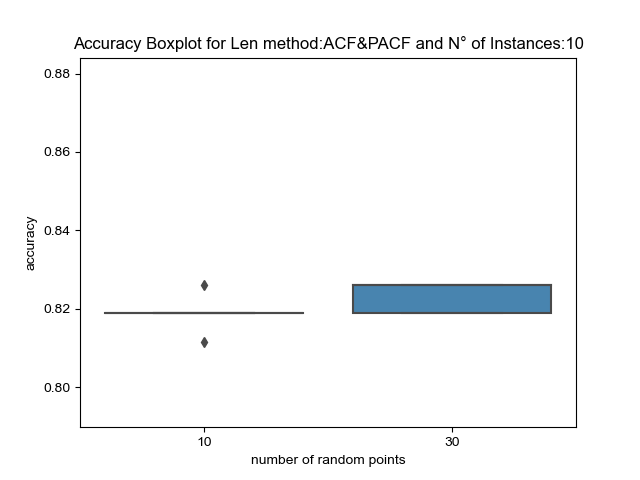 Accuracy Boxplot for Len method:ACF&PACF and N° of Instances:10
0.88
0.86
0.84
0.82
0.80
accuracy
10 30
number of random points